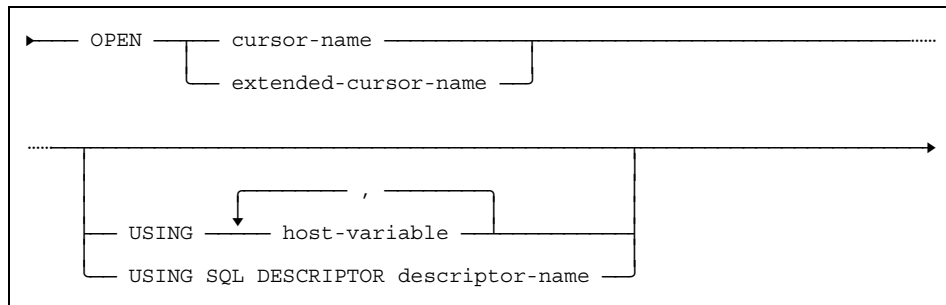 OPEN cursor-name
extended-cursor-name
,
USING host-variable
USING SQL DESCRIPTOR descriptor-name